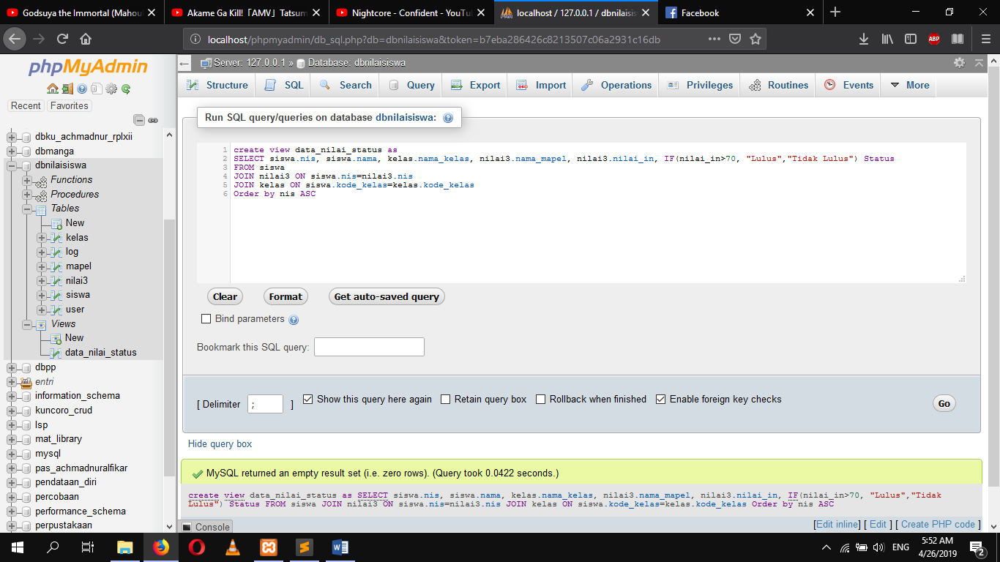 Godsuya the Immortal (Mahou
Akame Ga Kill!「AMV」Tatsum
Nightcore - Confident - YouTu
localhost / 127.0.0.1 / dbnilaisis
Facebook
localhost/phpmyadmin/db_sql.php?db=dbnilaisiswa&token=b7eba286426c8213507c06a2931c16db
ABP
phpMyAdmin
Recent
Favorites
dbku_achmadnur_rplxii
dbmanga
dbnilaisiswa
Functions
Procedures
Tables
New
kelas
log
mapel
nilai3
siswa
user
Views
New
data_nilai_status
dbpp
entri
information_schema
kuncoro_crud
lsp
mat_library
mysql
pas_achmadnuralfikar
pendataan_diri
percobaan
performance_schema
perpustakaan
Server: 127.0.0.1 » Database: dbnilaisiswa
Structure SQL Search Query Export Import Operations Privileges Routines Events More
Run SQL query/queries on database dbnilaisiswa:
1 create view data_nilai_status as
2 SELECT siswa.nis, siswa.nama, kelas.nama_kelas, nilai3.nama_mapel, nilai3.nilai_in, IF(nilai_in>70, "Lulus","Tidak Lulus") Status
3 FROM siswa
4 JOIN nilai3 ON siswa.nis=nilai3.nis
5 JOIN kelas ON siswa.kode_kelas=kelas.kode_kelas
6 Order by nis ASC
Clear Format Get auto-saved query
Bind parameters
Bookmark this SQL query:
[ Delimiter ; ] Show this query here again Retain query box Rollback when finished Enable foreign key checks Go
Hide query box
MySQL returned an empty result set (i.e. zero rows). (Query took 0.0422 seconds.)
create view data_nilai_status as SELECT siswa.nis, siswa.nama, kelas.nama_kelas, nilai3.nama_mapel, nilai3.nilai_in, IF(nilai_in>70, "Lulus","Tidak
Lulus") Status FROM siswa JOIN nilai3 ON siswa.nis=nilai3.nis JOIN kelas ON siswa.kode_kelas=kelas.kode_kelas Order by nis ASC
Console
[Edit inline] [ Edit ] [ Create PHP code ]
ENG
5:52 AM
4/26/2019
2